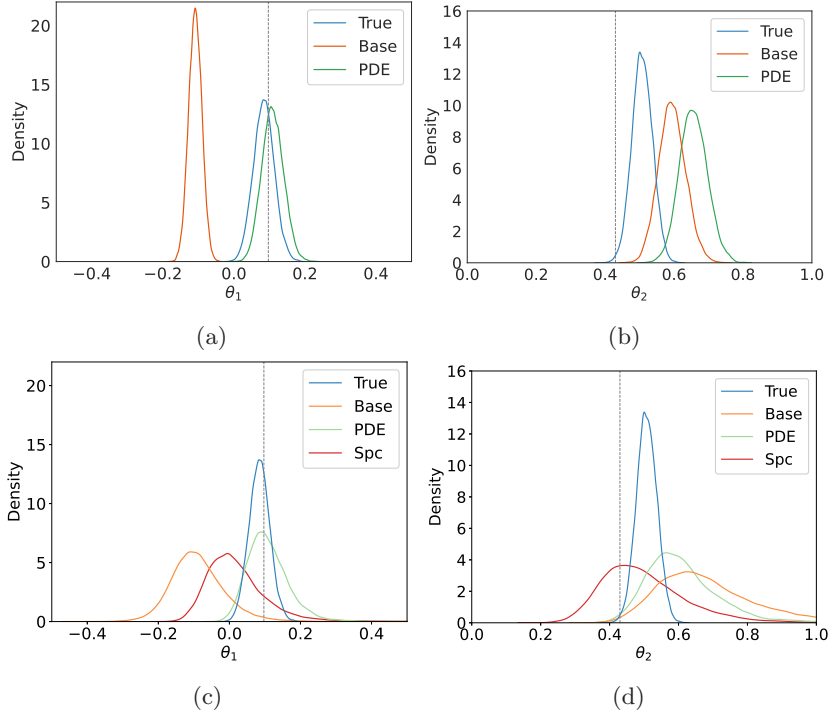 True
Base
PDE
Density
20
15
10
5
0
−0.4 −0.2 0.0 0.2 0.4
θ1
(a)
True
Base
PDE
Density
16
14
12
10
8
6
4
2
0
0.0 0.2 0.4 0.6 0.8 1.0
θ2
(b)
True
Base
PDE
Spc
Density
20
15
10
5
0
−0.4 −0.2 0.0 0.2 0.4
θ1
(c)
True
Base
PDE
Spc
Density
16
14
12
10
8
6
4
2
0
0.0 0.2 0.4 0.6 0.8 1.0
θ2
(d)